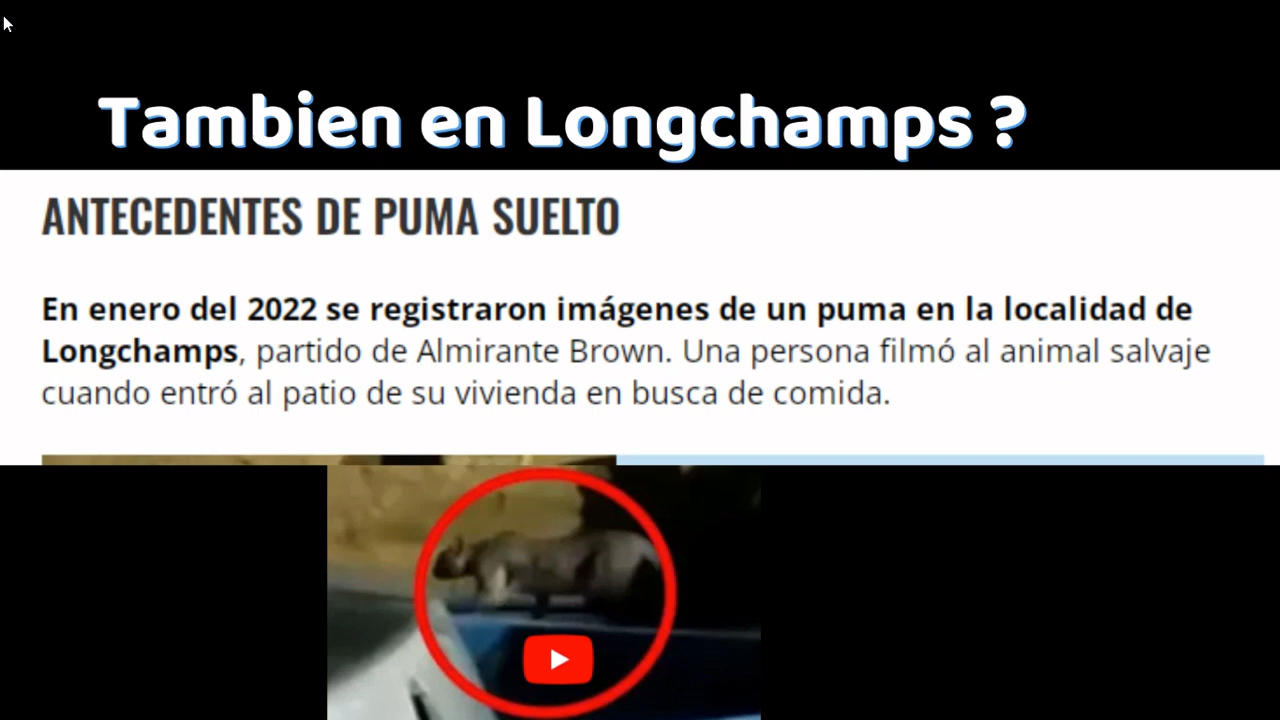 Tambien en Longchamps ?
ANTECEDENTES DE PUMA SUELTO
En enero del 2022 se registraron imágenes de un puma en la localidad de
Longchamps, partido de Almirante Brown. Una persona filmó al animal salvaje
cuando entró al patio de su vivienda en busca de comida.